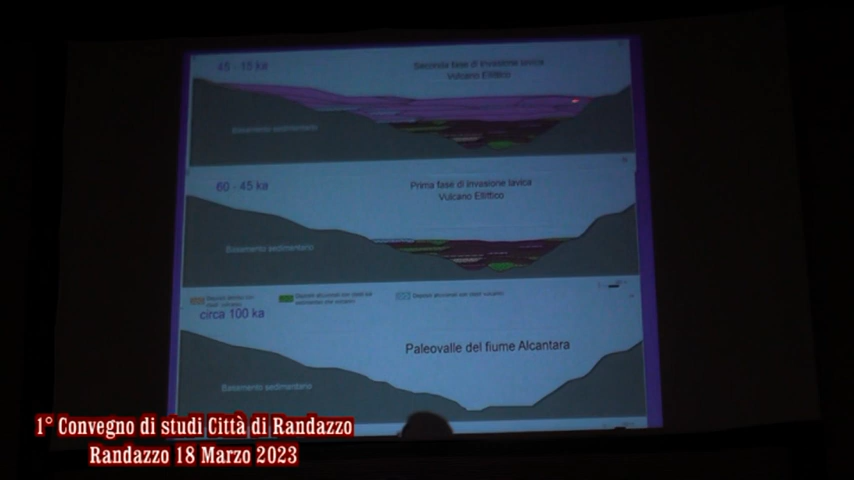 45 - 15 ka
Seconda fase di invasione lavica
Vulcano Ellittico
Basamento sedimentario
60 - 45 ka
Prima fase di invasione lavica
Vulcano Ellittico
Basamento sedimentario
circa 100 ka
Paleovalle del fiume Alcantara
Basamento sedimentario
1° Convegno di studi Città di Randazzo
Randazzo 18 Marzo 2023